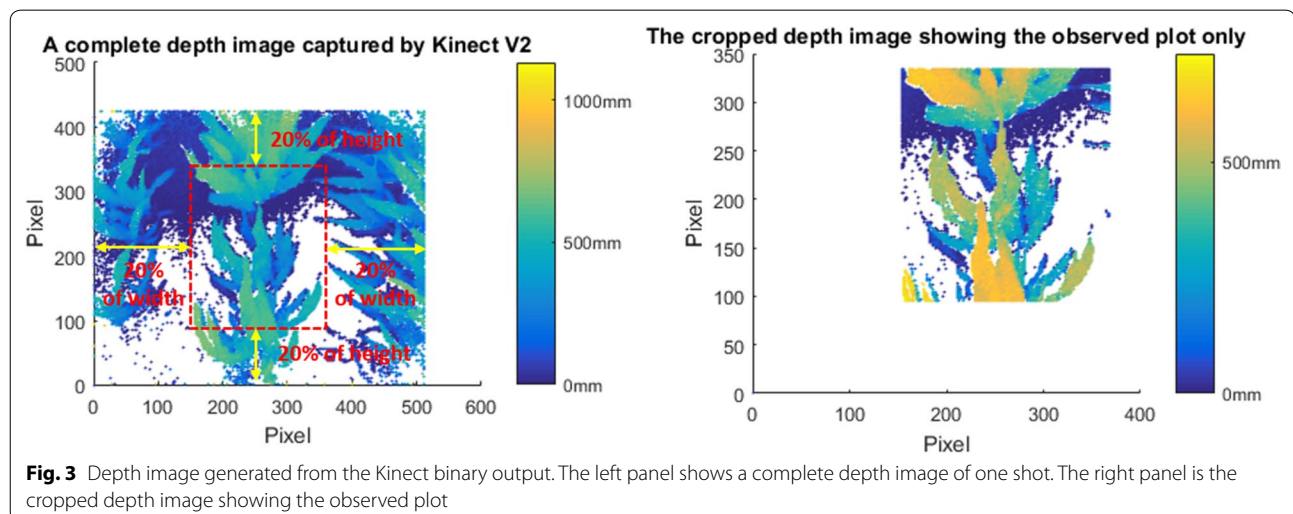 A complete depth image captured by Kinect V2
500
400
300
200
100
0
Pixel
0 100 200 300 400 500 600
Pixel
20% of height
20%
of width
20%
of width
20% of height
1000mm
500mm
0mm
The cropped depth image showing the observed plot only
350
300
250
200
150
100
50
0
Pixel
0 100 200 300 400
Pixel
500mm
0mm
Fig. 3 Depth image generated from the Kinect binary output. The left panel shows a complete depth image of one shot. The right panel is the
cropped depth image showing the observed plot